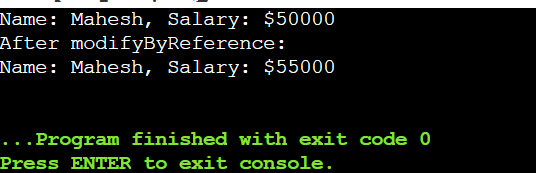 Name: Mahesh, Salary: $50000
After modifyByReference:
Name: Mahesh, Salary: $55000
...Program finished with exit code 0
Press ENTER to exit console.